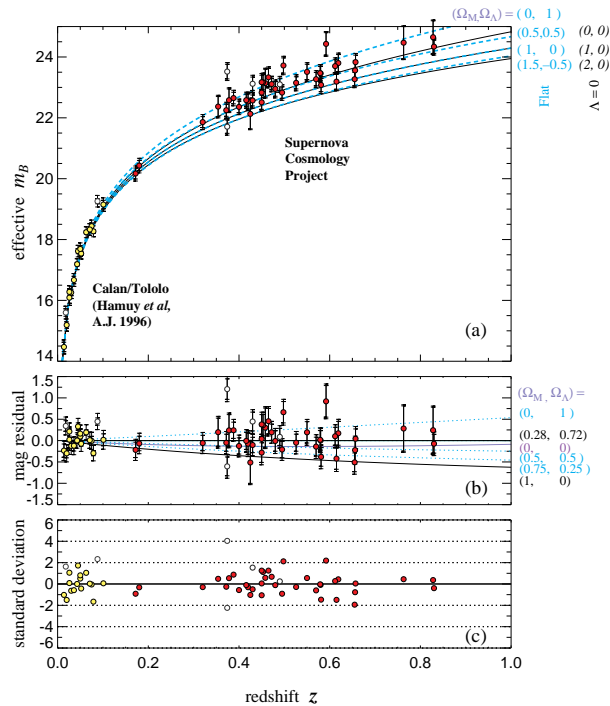 (ΩM,ΩΛ) = ( 0, 1 )
(0.5,0.5) (0, 0)
( 1, 0 ) (1, 0)
(1.5,–0.5) (2, 0)
Flat
Λ = 0
24
22
20
18
16
14
effective mB
Supernova
Cosmology
Project
Calan/Tololo
(Hamuy et al,
A.J. 1996)
(a)
1.5
1.0
0.5
0.0
-0.5
-1.0
-1.5
mag residual
(b)
(ΩM , ΩΛ) =
(0, 1 )
(0.28, 0.72)
(0, 0)
(0.5, 0.5 )
(0.75, 0.25 )
(1, 0)
6
4
2
0
-2
-4
-6
standard deviation
(c)
0.0 0.2 0.4 0.6 0.8 1.0
redshift z